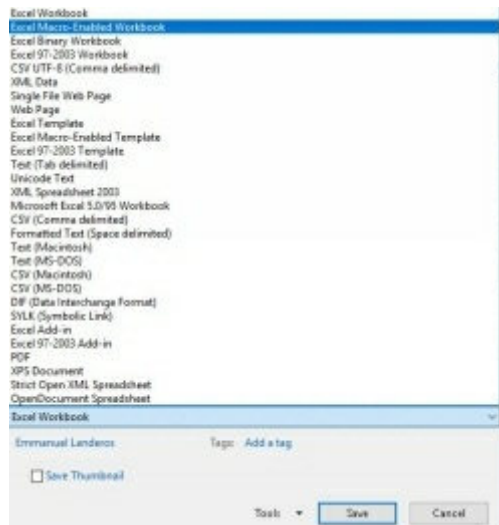 Excel Workbook
Excel Macro-Enabled Workbook
Excel Binary Workbook
Excel 97-2003 Workbook
CSV UTF-8 (Comma delimited)
XML Data
Single File Web Page
Web Page
Excel Template
Excel Macro-Enabled Template
Excel 97-2003 Template
Text (Tab delimited)
Unicode Text
XML Spreadsheet 2003
Microsoft Excel 5.0/95 Workbook
CSV (Comma delimited)
Formatted Text (Space delimited)
Text (Macintosh)
Text (MS-DOS)
CSV (Macintosh)
CSV (MS-DOS)
DIF (Data Interchange Format)
SYLK (Symbolic Link)
Excel Add-in
Excel 97-2003 Add-in
PDF
XPS Document
Strict Open XML Spreadsheet
OpenDocument Spreadsheet
Excel Workbook
Emmanual Landeros Tags: Add a tag
Save Thumbnail
Tools Save Cancel